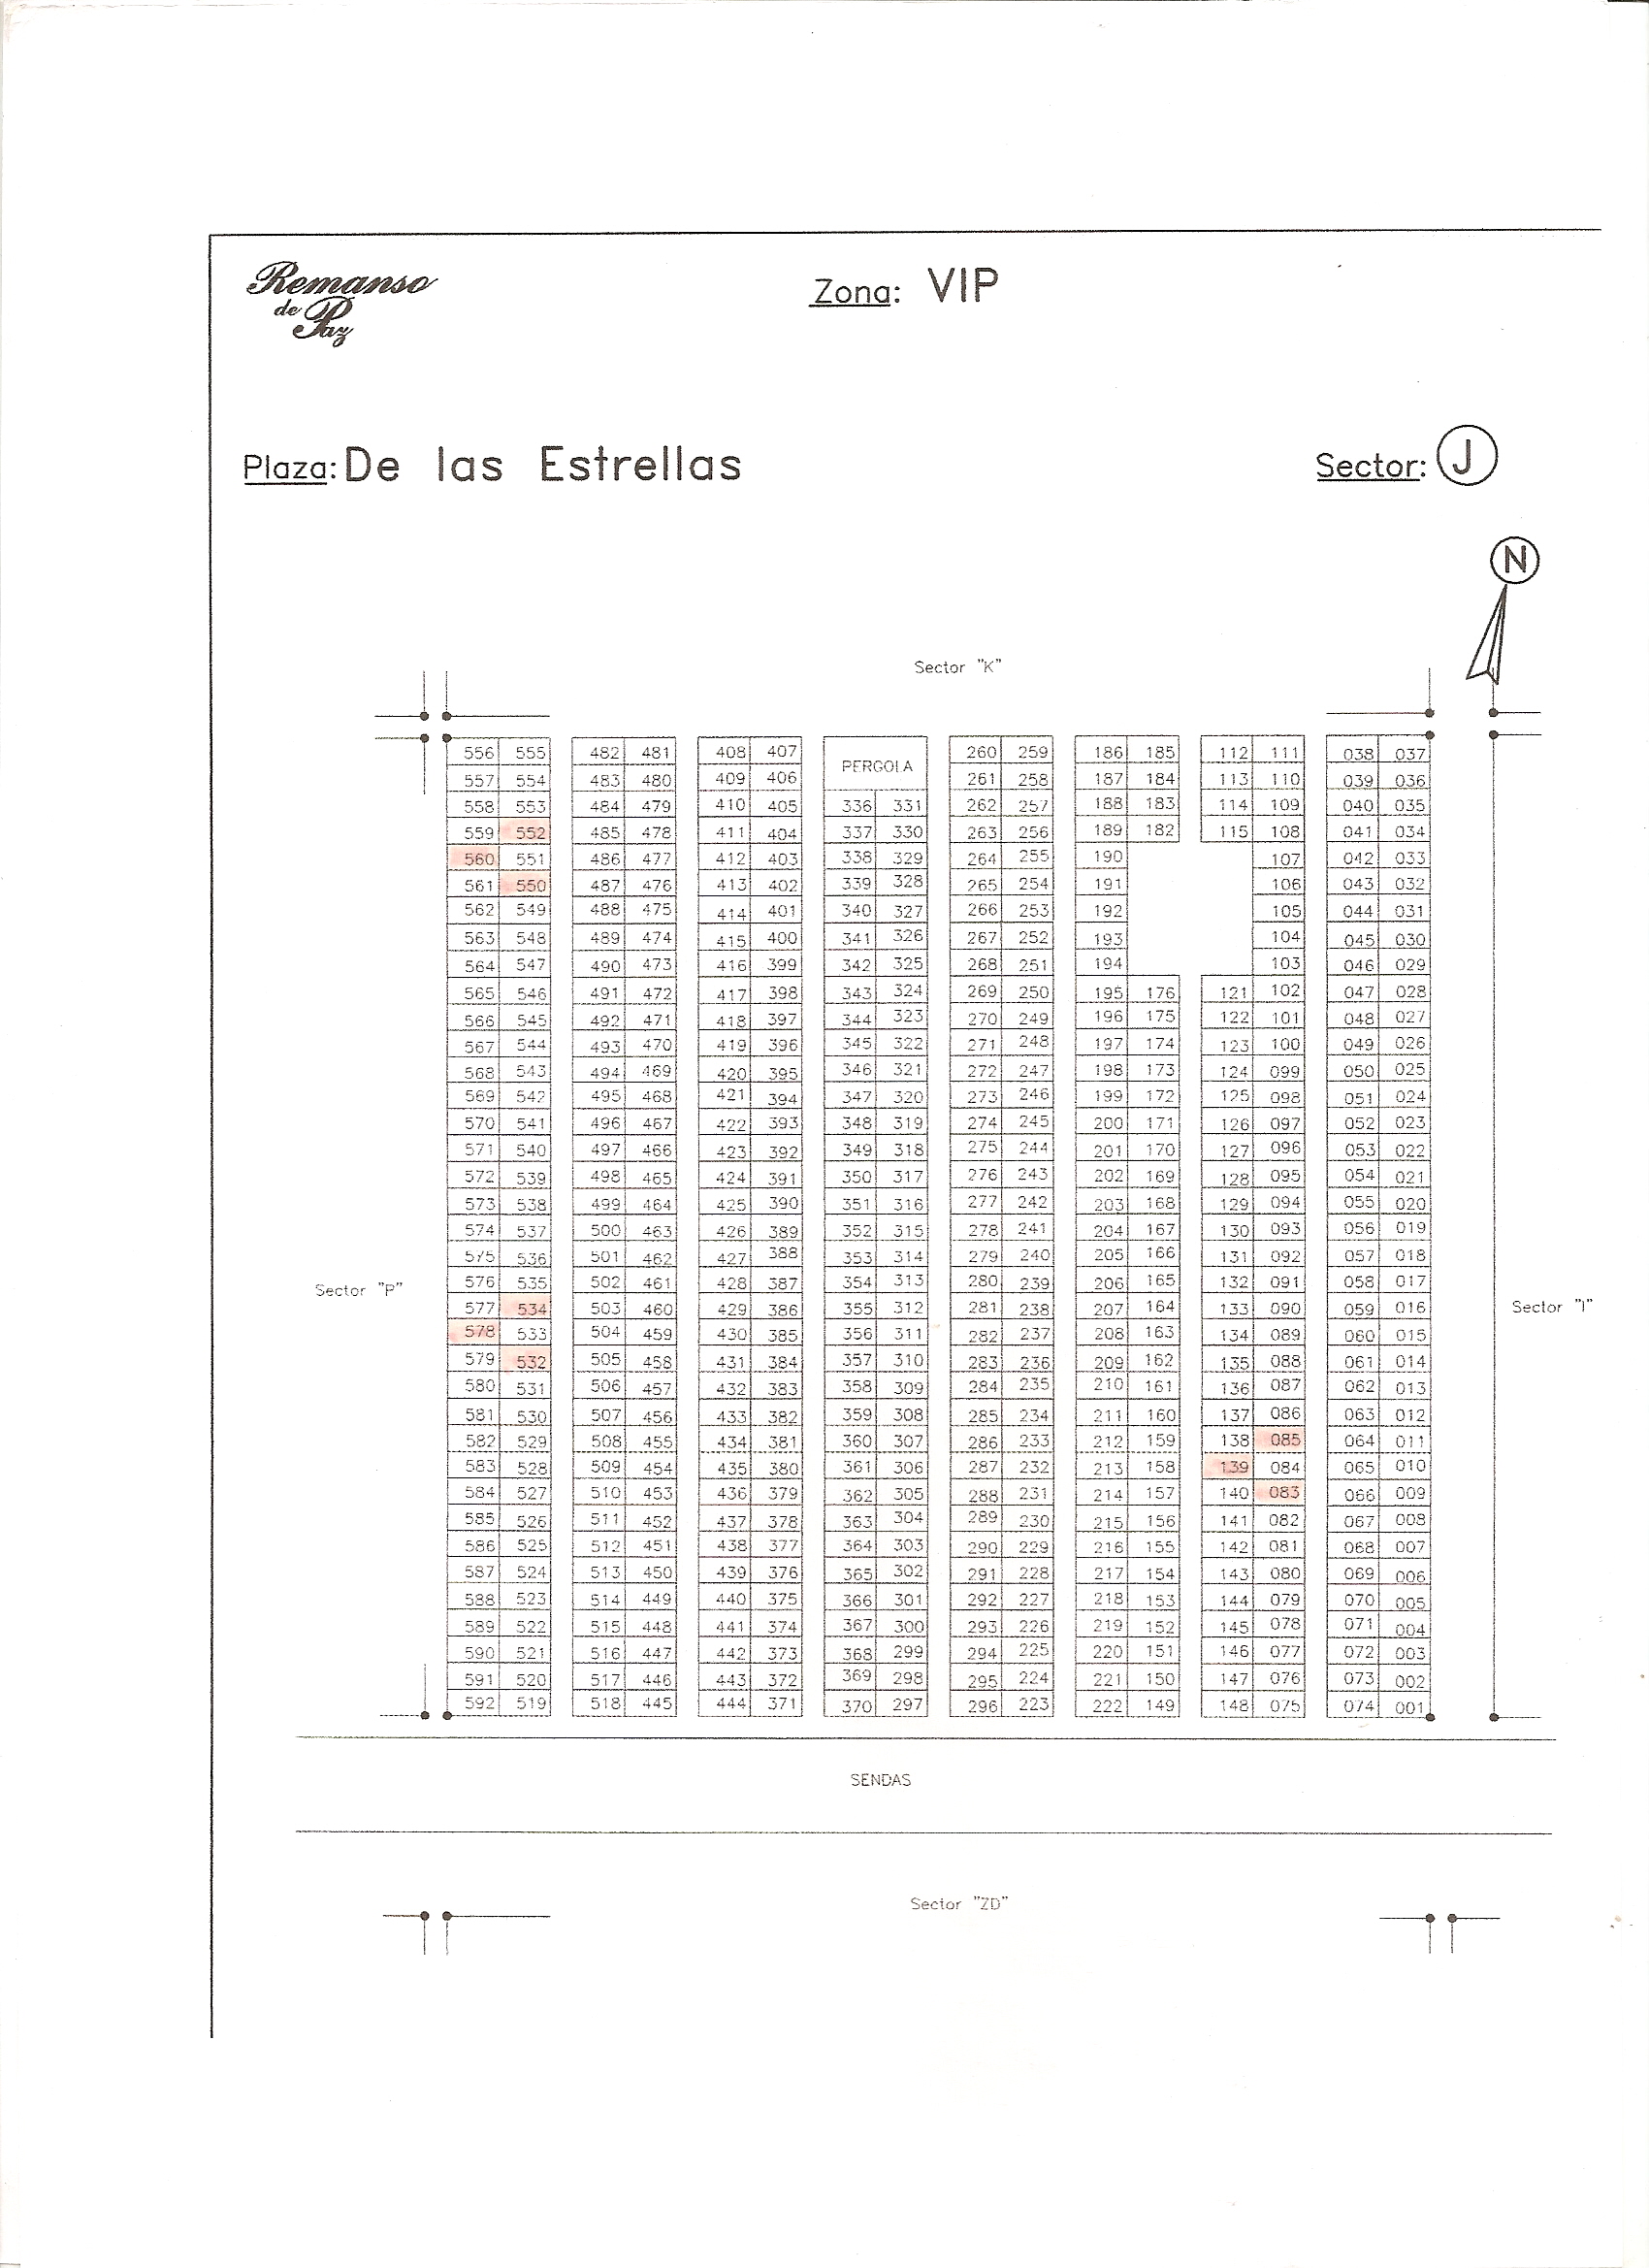 Remanso
de Paz
Zona: VIP
Plaza: De las Estrellas
Sector: J
N
Sector "K"
556 555 482 481 408 407 PERGOLA 260 259 186 185 112 111 038 037
557 554 483 480 409 406 261 258 187 184 113 110 039 036
558 553 484 479 410 405 336 331 262 257 188 183 114 109 040 035
559 552 485 478 411 404 337 330 263 256 189 182 115 108 041 034
560 551 486 477 412 403 338 329 264 255 190 107 042 033
561 550 487 476 413 402 339 328 265 254 191 106 043 032
562 549 488 475 414 401 340 327 266 253 192 105 044 031
563 548 489 474 415 400 341 326 267 252 193 104 045 030
564 547 490 473 416 399 342 325 268 251 194 103 046 029
565 546 491 472 417 398 343 324 269 250 195 176 121 102 047 028
566 545 492 471 418 397 344 323 270 249 196 175 122 101 048 027
567 544 493 470 419 396 345 322 271 248 197 174 123 100 049 026
568 543 494 469 420 395 346 321 272 247 198 173 124 099 050 025
569 542 495 468 421 394 347 320 273 246 199 172 125 098 051 024
570 541 496 467 422 393 348 319 274 245 200 171 126 097 052 023
571 540 497 466 423 392 349 318 275 244 201 170 127 096 053 022
572 539 498 465 424 391 350 317 276 243 202 169 128 095 054 021
573 538 499 464 425 390 351 316 277 242 203 168 129 094 055 020
574 537 500 463 426 389 352 315 278 241 204 167 130 093 056 019
575 536 501 462 427 388 353 314 279 240 205 166 131 092 057 018
576 535 502 461 428 387 354 313 280 239 206 165 132 091 058 017
Sector "P"
577 534 503 460 429 386 355 312 281 238 207 164 133 090 059 016
Sector "I"
578 533 504 459 430 385 356 311 282 237 208 163 134 089 060 015
579 532 505 458 431 384 357 310 283 236 209 162 135 088 061 014
580 531 506 457 432 383 358 309 284 235 210 161 136 087 062 013
581 530 507 456 433 382 359 308 285 234 211 160 137 086 063 012
582 529 508 455 434 381 360 307 286 233 212 159 138 085 064 011
583 528 509 454 435 380 361 306 287 232 213 158 139 084 065 010
584 527 510 453 436 379 362 305 288 231 214 157 140 083 066 009
585 526 511 452 437 378 363 304 289 230 215 156 141 082 067 008
586 525 512 451 438 377 364 303 290 229 216 155 142 081 068 007
587 524 513 450 439 376 365 302 291 228 217 154 143 080 069 006
588 523 514 449 440 375 366 301 292 227 218 153 144 079 070 005
589 522 515 448 441 374 367 300 293 226 219 152 145 078 071 004
590 521 516 447 442 373 368 299 294 225 220 151 146 077 072 003
591 520 517 446 443 372 369 298 295 224 221 150 147 076 073 002
592 519 518 445 444 371 370 297 296 223 222 149 148 075 074 001
SENDAS
Sector "ZD"